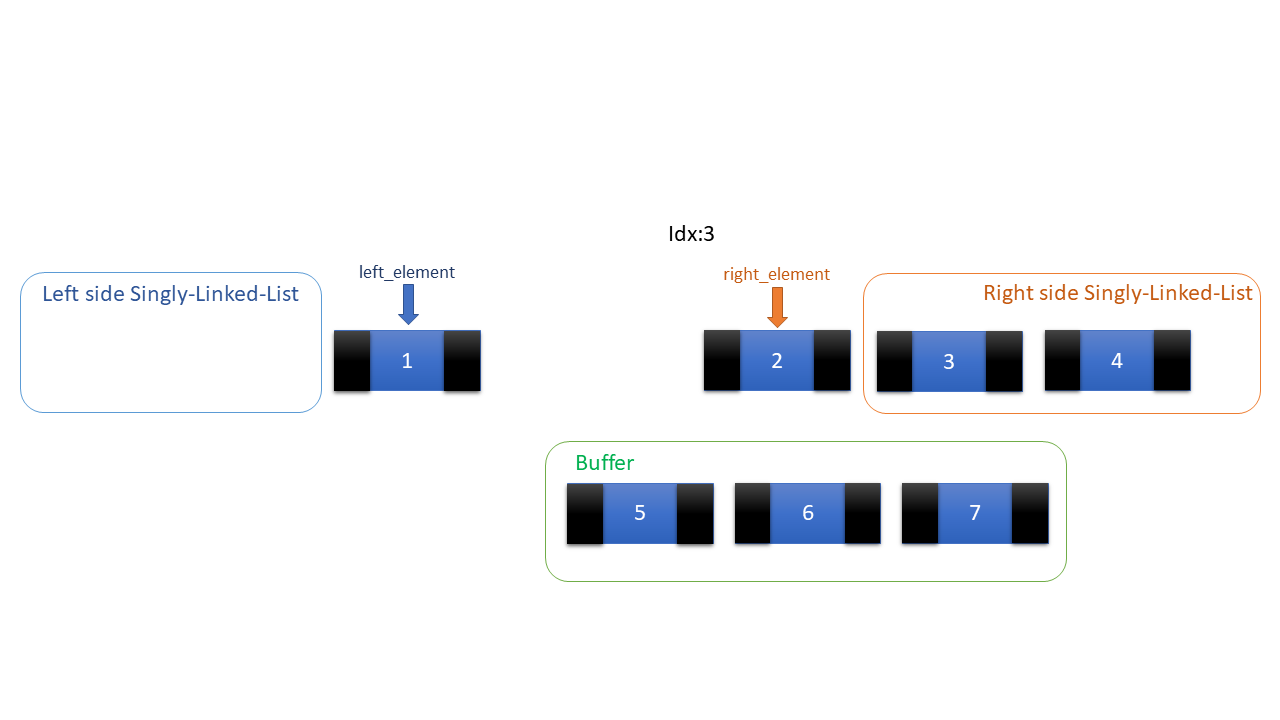 Idx:3
left_element
right_element
Left side Singly-Linked-List
Right side Singly-Linked-List
1
2
3
4
Buffer
5
6
7